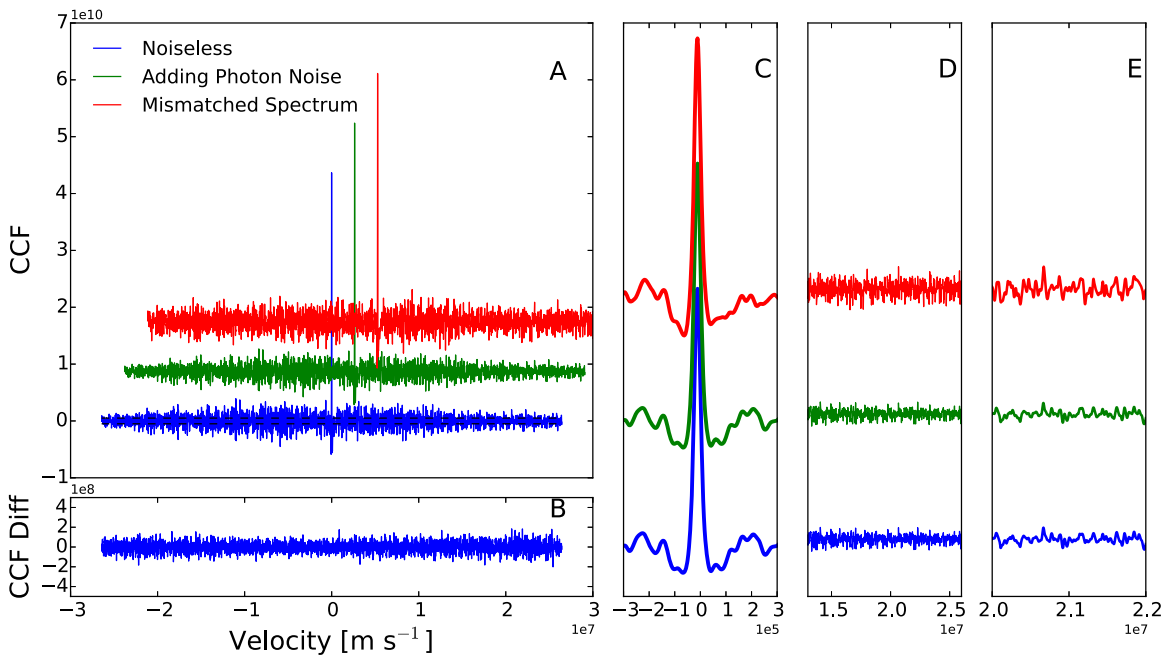 1e10
7
6
5
4
3
2
1
0
−1
CCF
Noiseless
Adding Photon Noise
Mismatched Spectrum
A
1e8
4
2
0
−2
−4
CCF Diff
B
−3 −2 −1 0 1 2 3
1e7
Velocity [m s−1]
C
−3 −2 −1 0 1 2 3
1e5
D
1.5 2.0 2.5
1e7
E
2.0 2.1 2.2
1e7